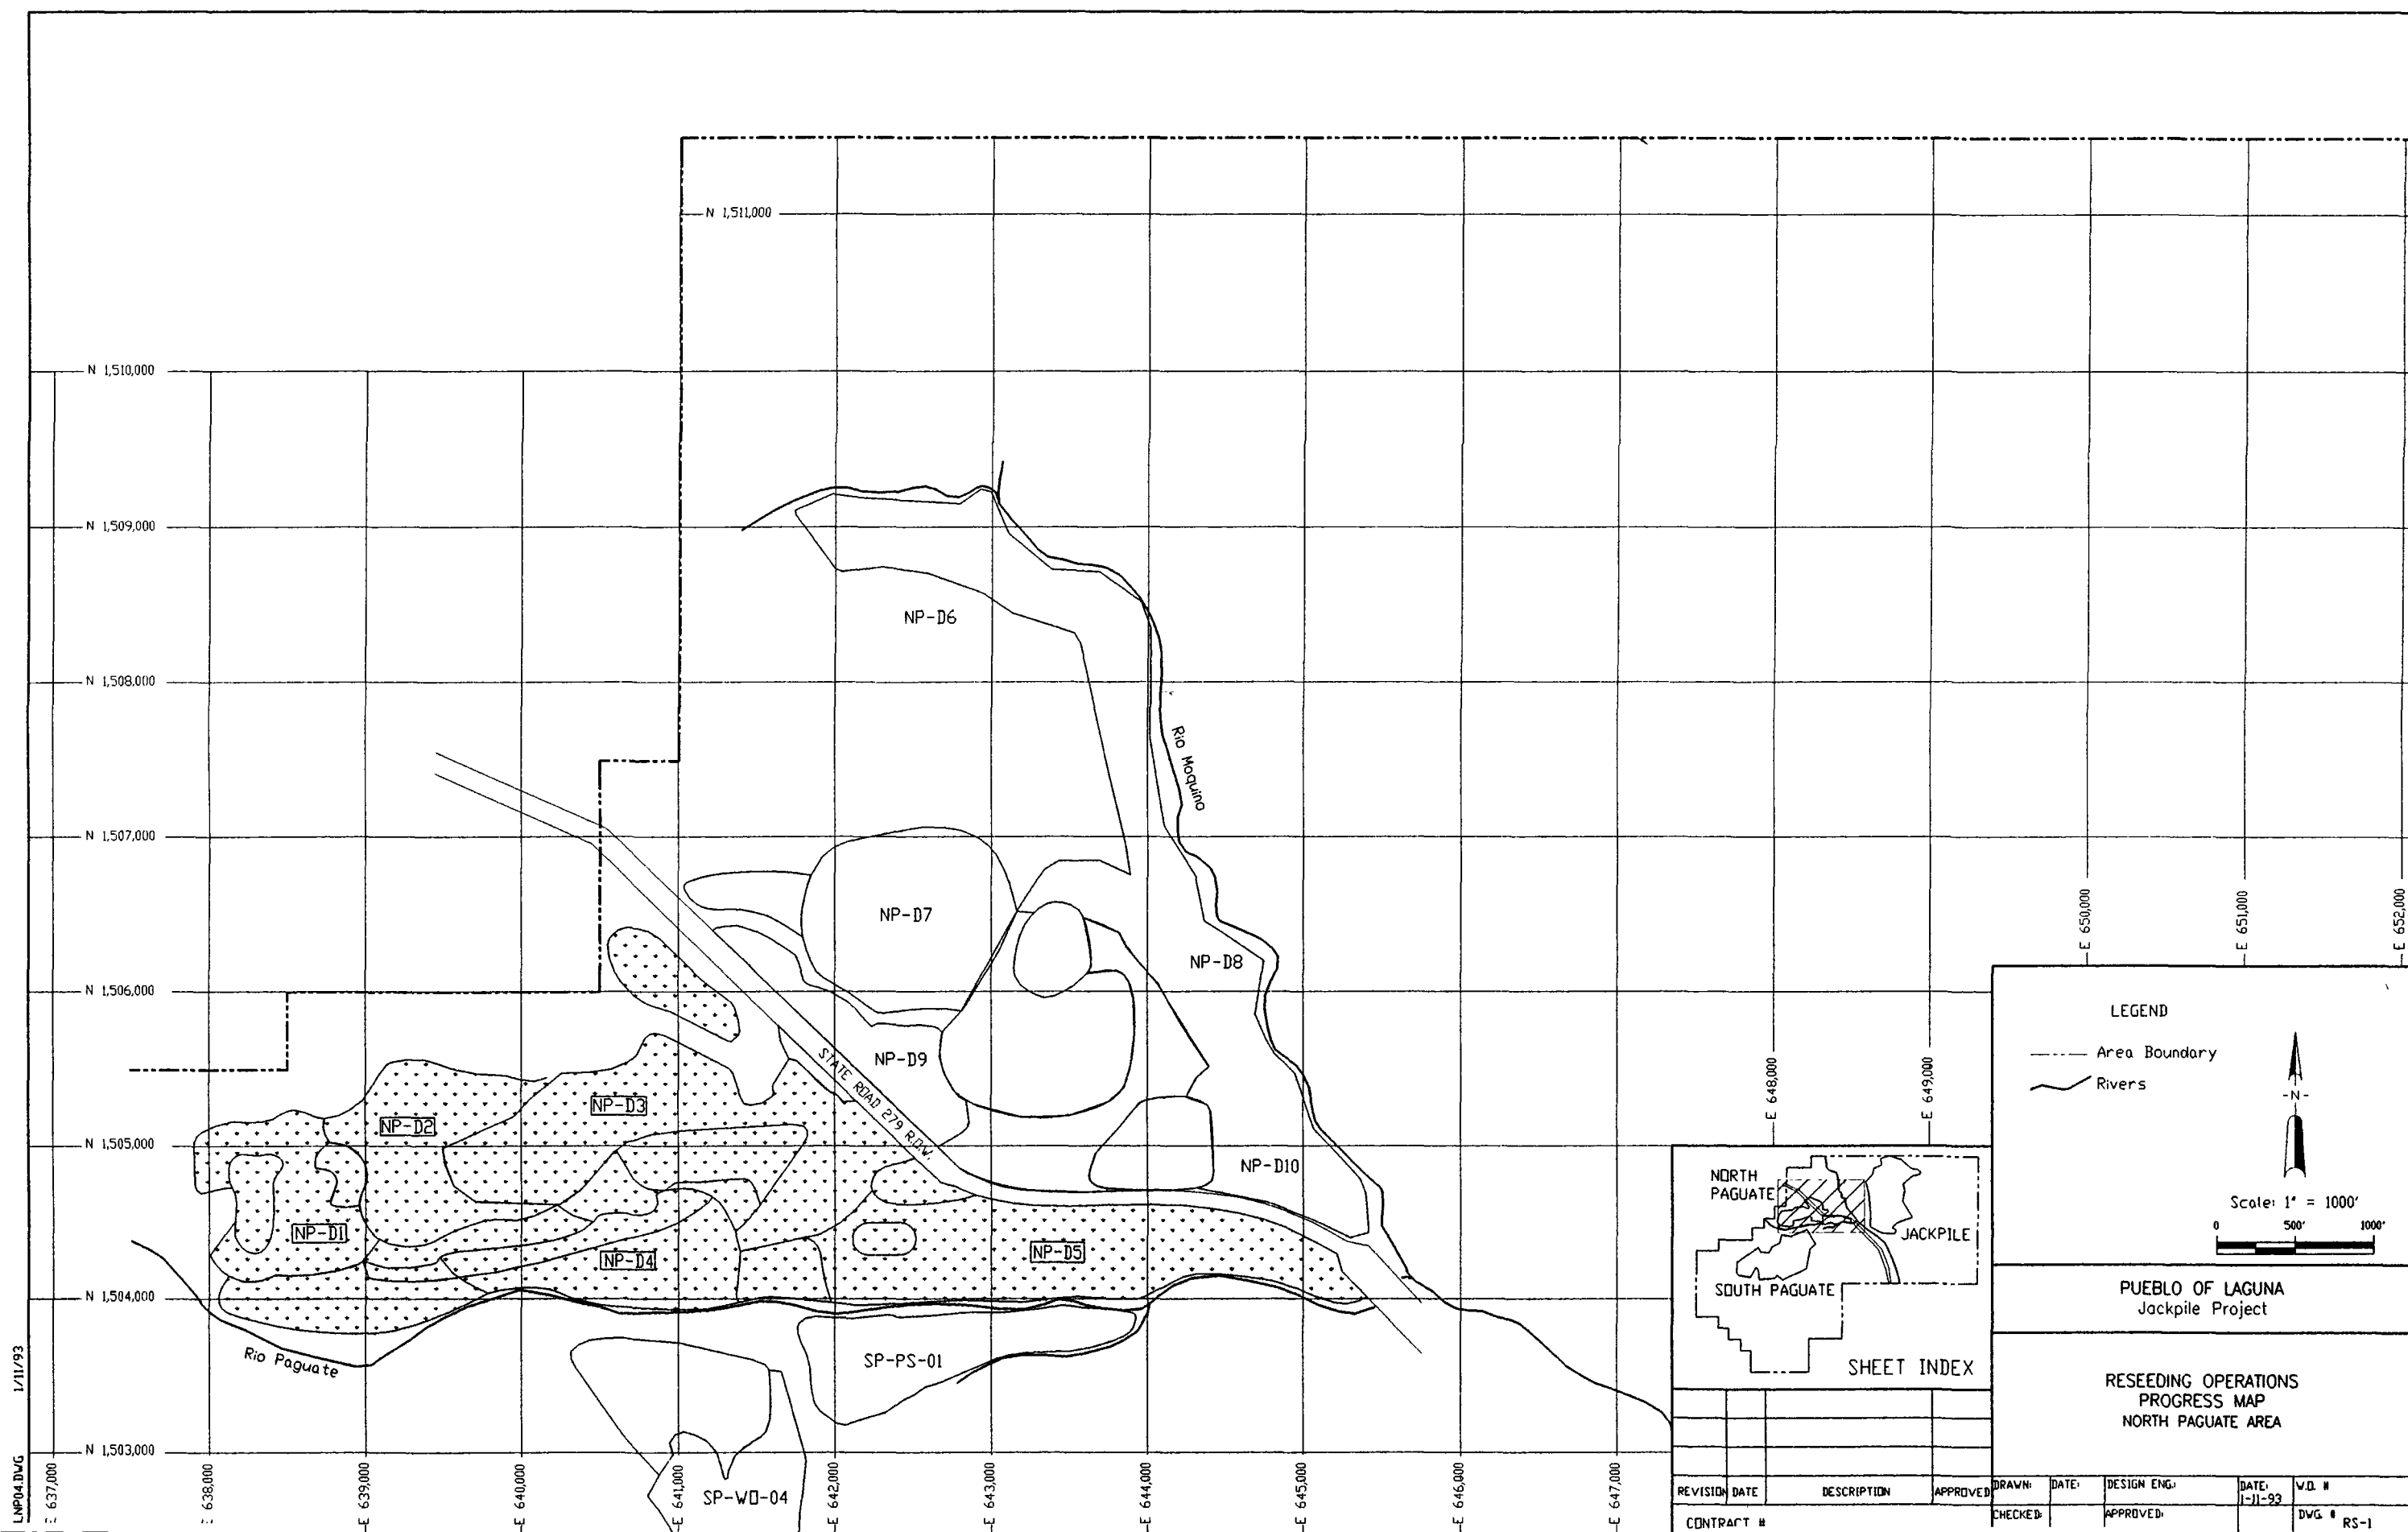 N 1,511,000
N 1,510,000
N 1,509,000
N 1,508,000
N 1,507,000
N 1,506,000
N 1,505,000
N 1,504,000
N 1,503,000
NP-D6
Rio Moquino
NP-D7
NP-D8
NP-D9
STATE ROAD 279 R.O.W.
NP-D3
NP-D2
NP-D10
NP-D1
NP-D4
NP-D5
Rio Paguate
SP-PS-01
SP-WD-04
E 637,000
E 638,000
E 639,000
E 640,000
E 641,000
E 642,000
E 643,000
E 644,000
E 645,000
E 646,000
E 647,000
E 648,000
E 649,000
E 650,000
E 651,000
E 652,000
LNP04.DWG 1/11/93
LEGEND
Area Boundary
Rivers
-N-
Scale: 1" = 1000'
0 500' 1000'
NORTH
PAGUATE
JACKPILE
SOUTH PAGUATE
SHEET INDEX
PUEBLO OF LAGUNA
Jackpile Project
RESEEDING OPERATIONS
PROGRESS MAP
NORTH PAGUATE AREA
REVISION DATE DESCRIPTION APPROVED
CONTRACT #
DRAWN: DATE: DESIGN ENG.: DATE: W.O. #
1-11-93
CHECKED: APPROVED: DWG. # RS-1